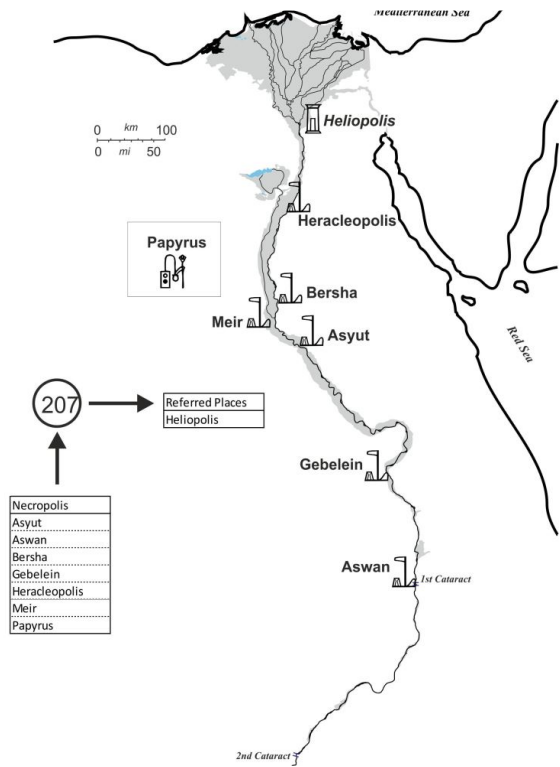 Mediterranean Sea
Heliopolis
0 km 100
0 mi 50
Heracleopolis
Papyrus
Bersha
Meir
Asyut
Red Sea
207
Referred Places
Heliopolis
Gebelein
Necropolis
Asyut
Aswan
Bersha
Gebelein
Heracleopolis
Meir
Papyrus
Aswan
1st Cataract
2nd Cataract